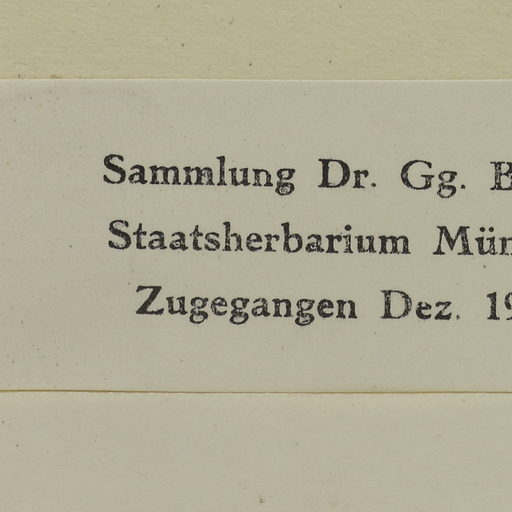 Sammlung Dr. Gg.
Staatsherbarium
Zugegangen Dez.